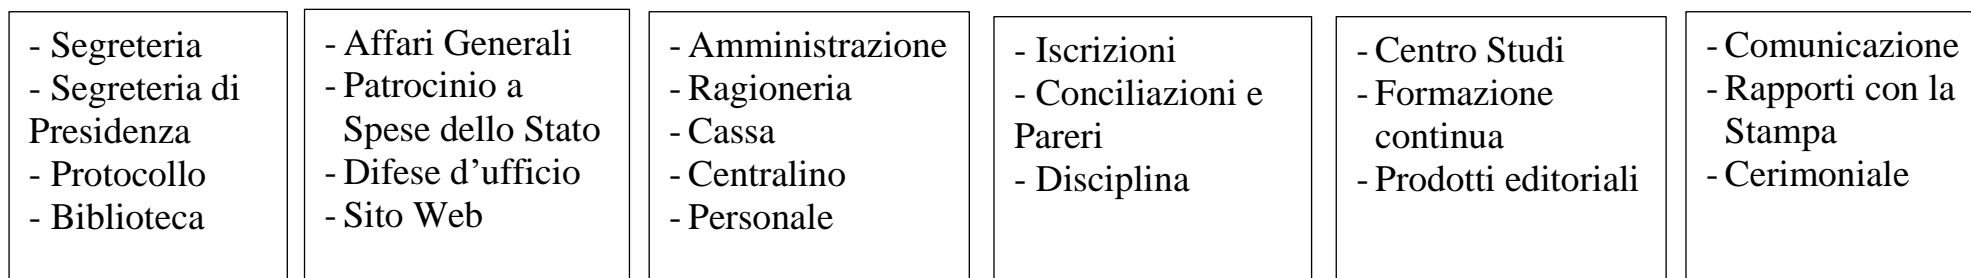 - Segreteria
- Segreteria di
Presidenza
- Protocollo
- Biblioteca
- Affari Generali
- Patrocinio a
Spese dello Stato
- Difese d’ufficio
- Sito Web
- Amministrazione
- Ragioneria
- Cassa
- Centralino
- Personale
- Iscrizioni
- Conciliazioni e
Pareri
- Disciplina
- Centro Studi
- Formazione
continua
- Prodotti editoriali
- Comunicazione
- Rapporti con la
Stampa
- Cerimoniale